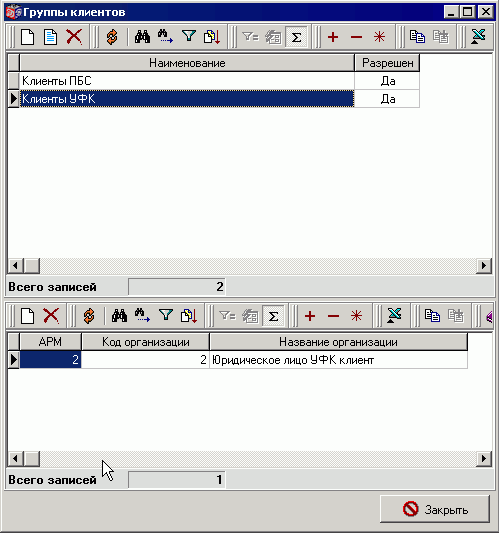 Группы клиентов
Наименование Разрешен
Клиенты ПБС Да
Клиенты УФК Да
Всего записей 2
АРМ Код организации Название организации
2 2 Юридическое лицо УФК клиент
Всего записей 1
Закрыть